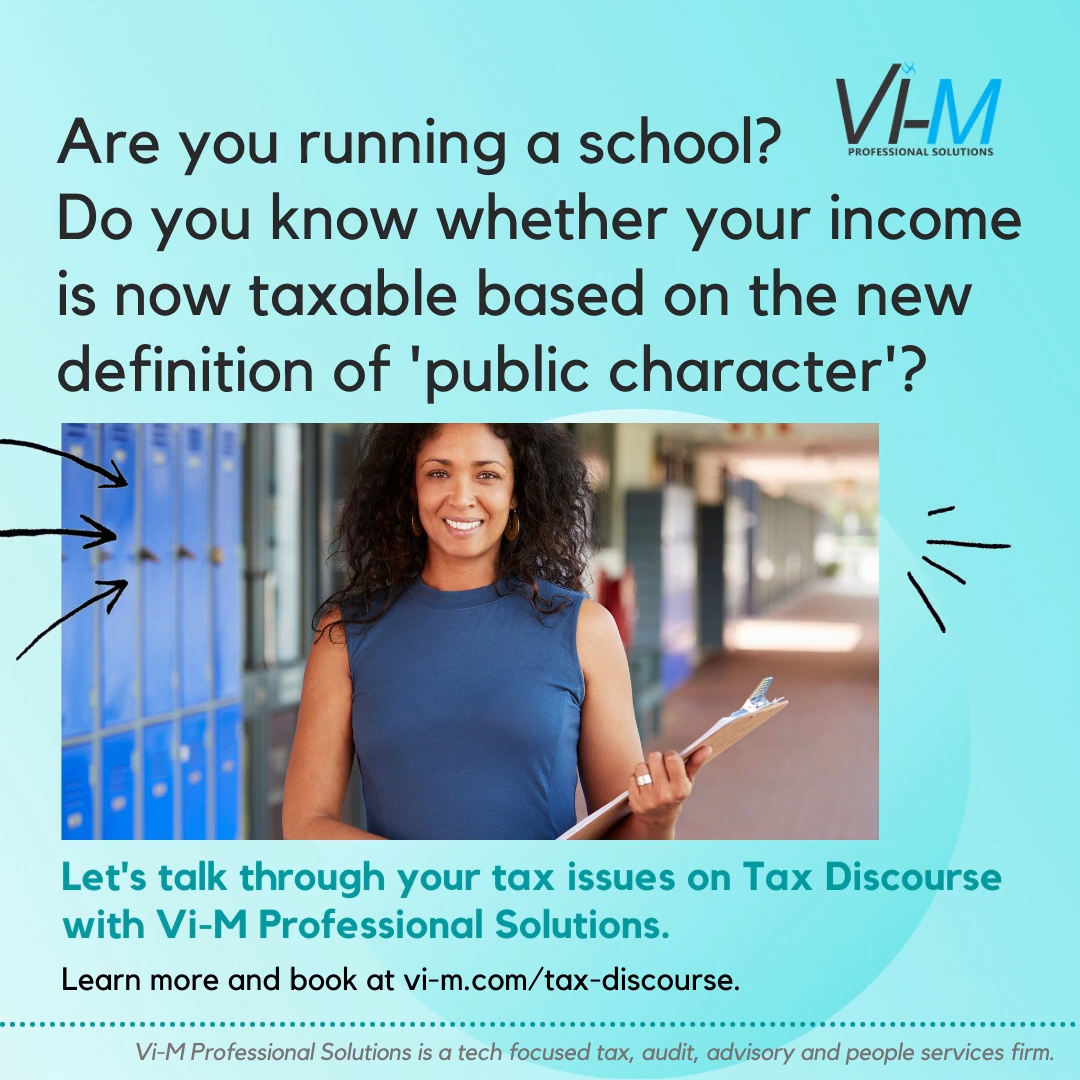 Vi-M
PROFESSIONAL SOLUTIONS
Are you running a school?
Do you know whether your income
is now taxable based on the new
definition of 'public character'?
Let's talk through your tax issues on Tax Discourse
with Vi-M Professional Solutions.
Learn more and book at vi-m.com/tax-discourse.
Vi-M Professional Solutions is a tech focused tax, audit, advisory and people services firm.